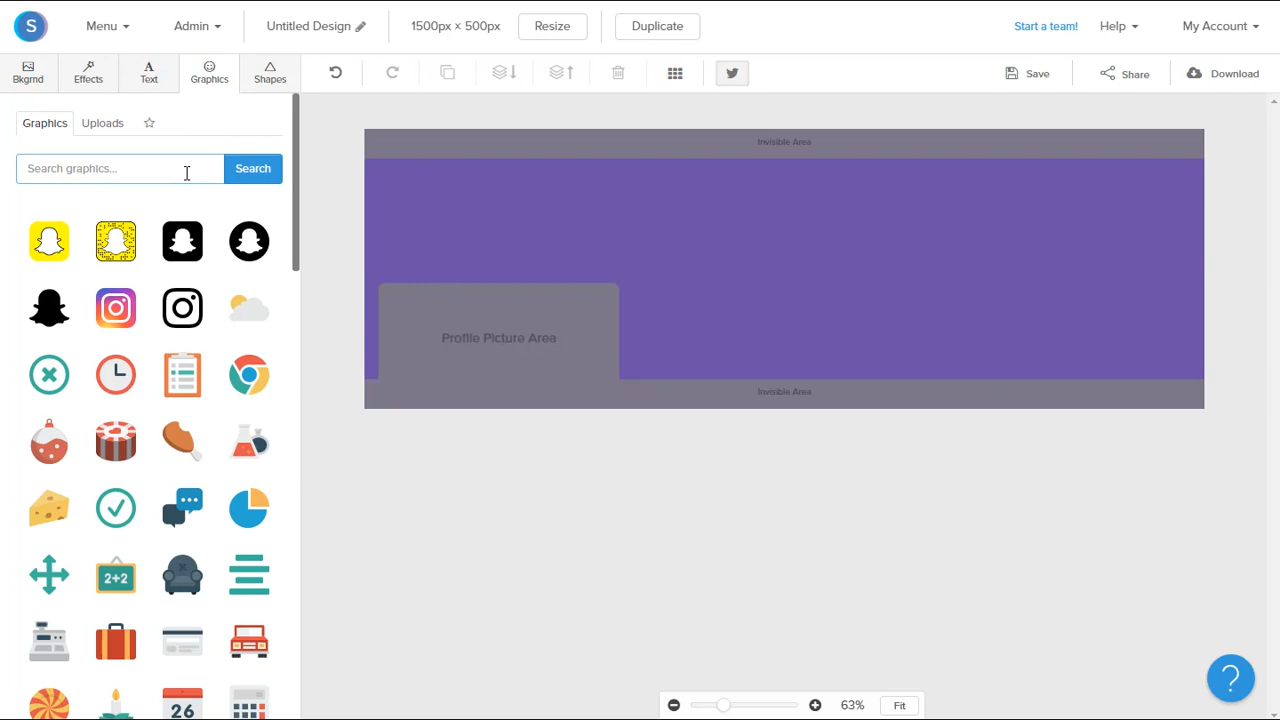 S
Menu
Admin
Untitled Design
1500px × 500px
Resize
Duplicate
Start a team!
Help
My Account
Bkgrnd
Effects
A
Text
Graphics
Shapes
Save
Share
Download
Graphics
Uploads
Search graphics...
Search
Invisible Area
Profile Picture Area
Invisible Area
2+2
26
63%
Fit
?